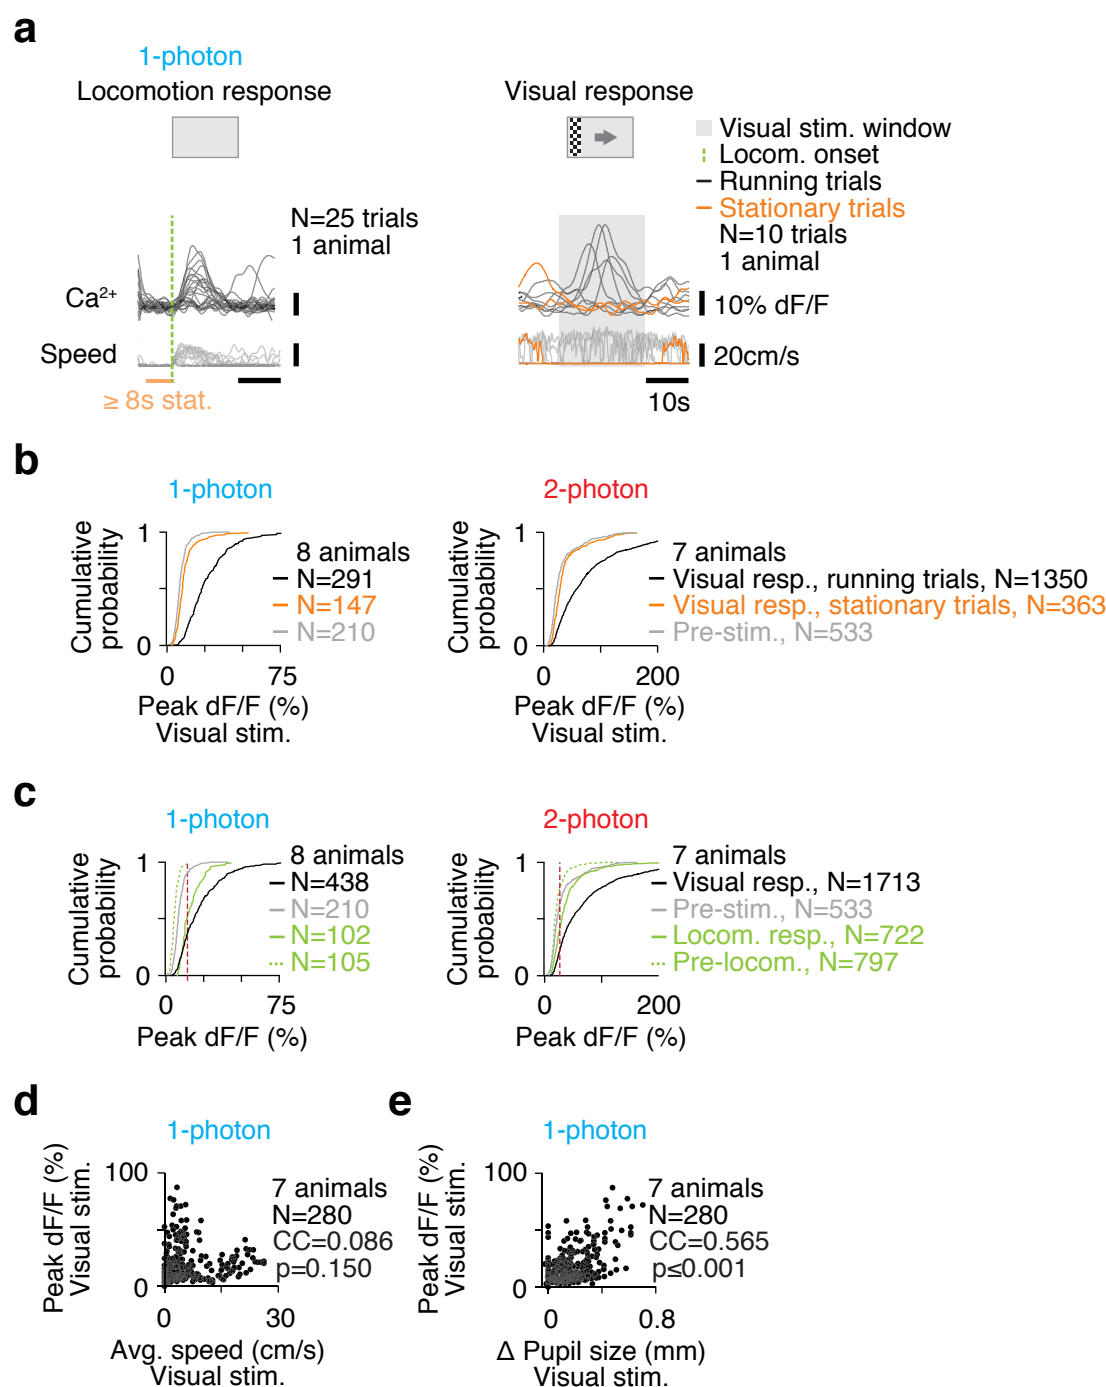 a
1-photon
Locomotion response
Visual response
Visual stim. window
Locom. onset
Running trials
Stationary trials
N=10 trials
1 animal
N=25 trials
1 animal
Ca2+
10% dF/F
Speed
20cm/s
≥ 8s stat.
10s
b
1-photon
2-photon
Cumulative
probability
1
0
0
75
Peak dF/F (%)
Visual stim.
8 animals
N=291
N=147
N=210
Cumulative
probability
1
0
0
200
Peak dF/F (%)
Visual stim.
7 animals
Visual resp., running trials, N=1350
Visual resp., stationary trials, N=363
Pre-stim., N=533
c
1-photon
2-photon
Cumulative
probability
1
0
0
75
Peak dF/F (%)
8 animals
N=438
N=210
N=102
N=105
Cumulative
probability
1
0
0
200
Peak dF/F (%)
7 animals
Visual resp., N=1713
Pre-stim., N=533
Locom. resp., N=722
Pre-locom., N=797
d
1-photon
Peak dF/F (%)
Visual stim.
100
0
0
30
Avg. speed (cm/s)
Visual stim.
7 animals
N=280
CC=0.086
p=0.150
e
1-photon
Peak dF/F (%)
Visual stim.
100
0
0
0.8
Δ Pupil size (mm)
Visual stim.
7 animals
N=280
CC=0.565
p≤0.001